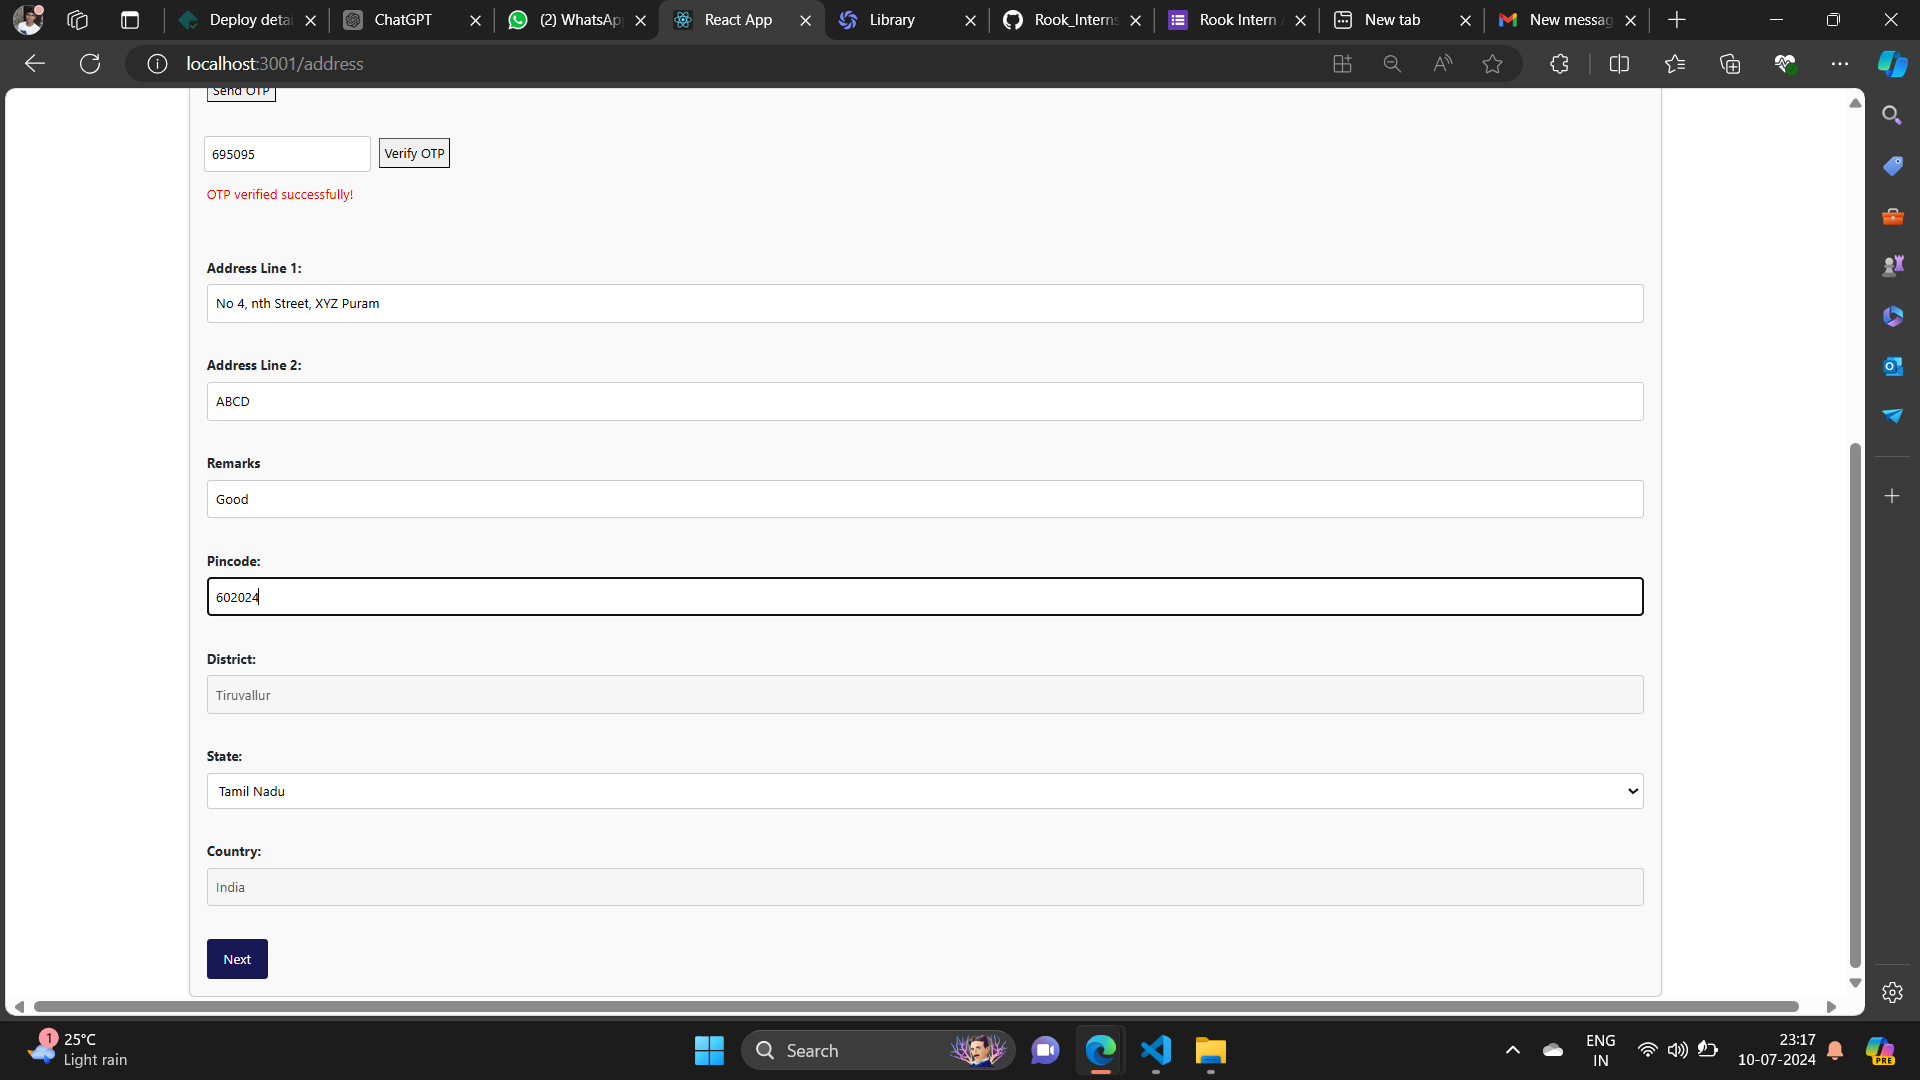 Deploy detai
ChatGPT
(2) WhatsApp
React App
Library
Rook_Interns
Rook Intern
New tab
New messag
localhost:3001/address
Send OTP
695095
Verify OTP
OTP verified successfully!
Address Line 1:
No 4, nth Street, XYZ Puram
Address Line 2:
ABCD
Remarks
Good
Pincode:
602024
District:
Tiruvallur
State:
Tamil Nadu
Country:
India
Next
1
25°C
Light rain
Search
ENG
IN
23:17
10-07-2024
PRE